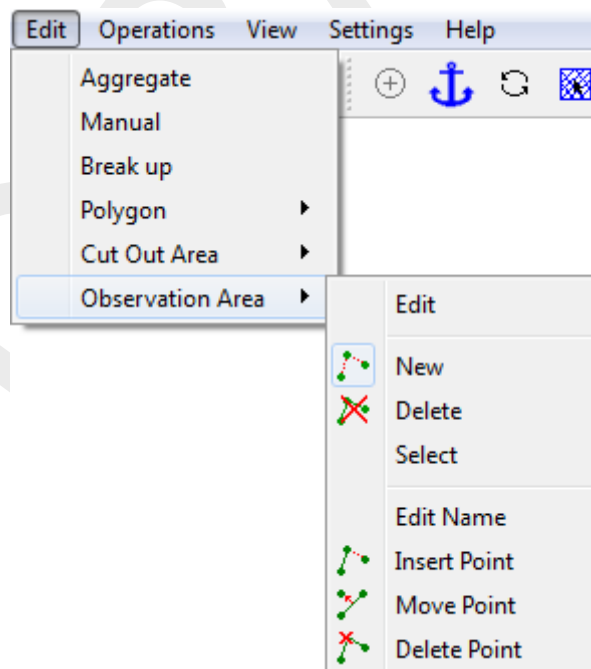 Edit Operations View Settings Help
Aggregate
Manual
Break up
Polygon
Cut Out Area
Observation Area
Edit
New
Delete
Select
Edit Name
Insert Point
Move Point
Delete Point